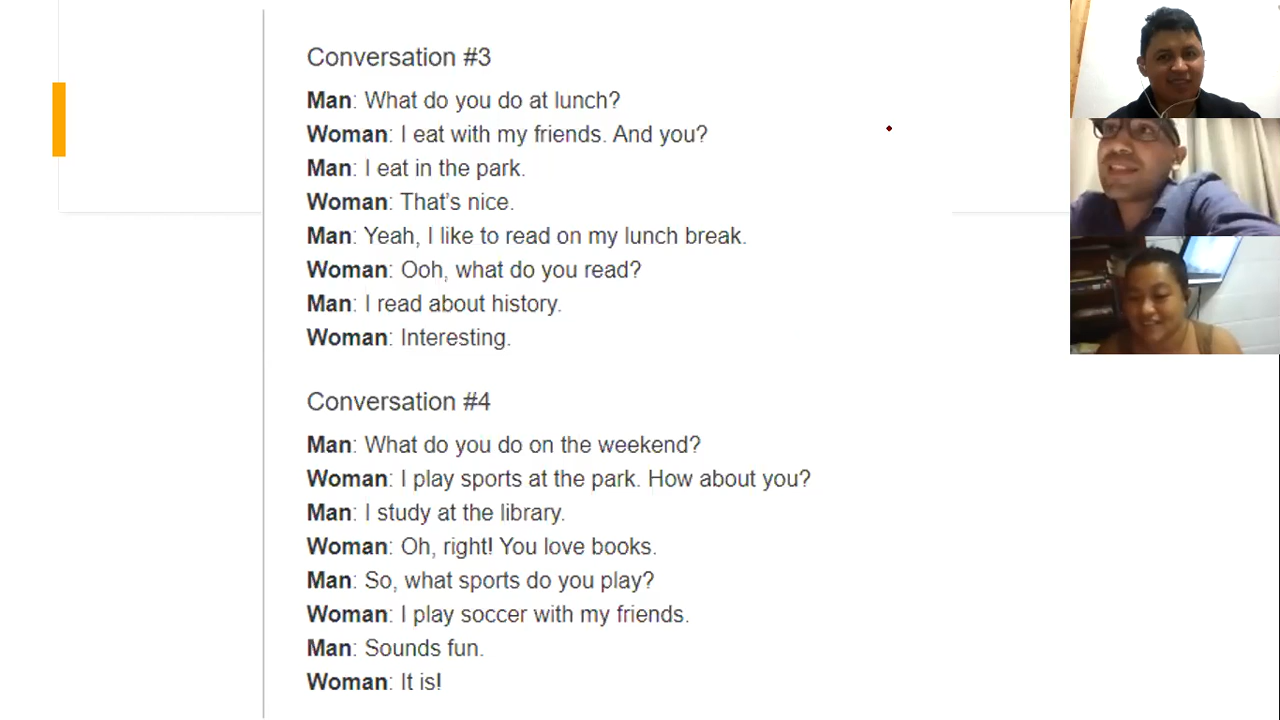 Conversation #3
Man: What do you do at lunch?
Woman: I eat with my friends. And you?
Man: I eat in the park.
Woman: That's nice.
Man: Yeah, I like to read on my lunch break.
Woman: Ooh, what do you read?
Man: I read about history.
Woman: Interesting.
Conversation #4
Man: What do you do on the weekend?
Woman: I play sports at the park. How about you?
Man: I study at the library.
Woman: Oh, right! You love books.
Man: So, what sports do you play?
Woman: I play soccer with my friends.
Man: Sounds fun.
Woman: It is!